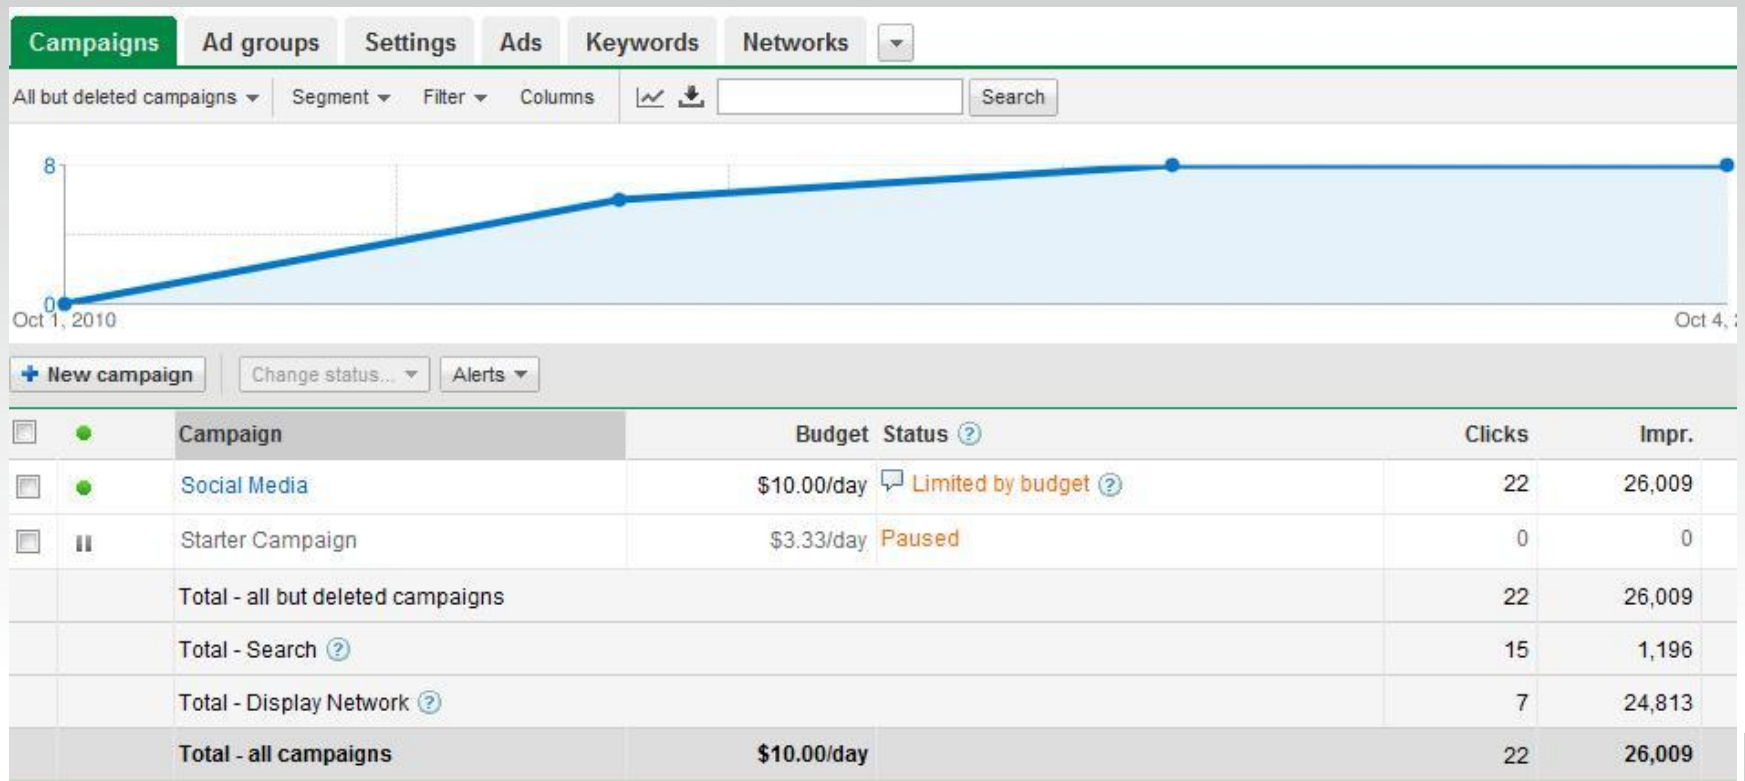 Campaigns Ad groups Settings Ads Keywords Networks
All but deleted campaigns Segment Filter Columns Search
8
0
Oct 1, 2010 Oct 4,
New campaign Change status... Alerts
Campaign Budget Status ? Clicks Impr.
Social Media $10.00/day Limited by budget ? 22 26,009
Starter Campaign $3.33/day Paused 0 0
Total - all but deleted campaigns 22 26,009
Total - Search ? 15 1,196
Total - Display Network ? 7 24,813
Total - all campaigns $10.00/day 22 26,009